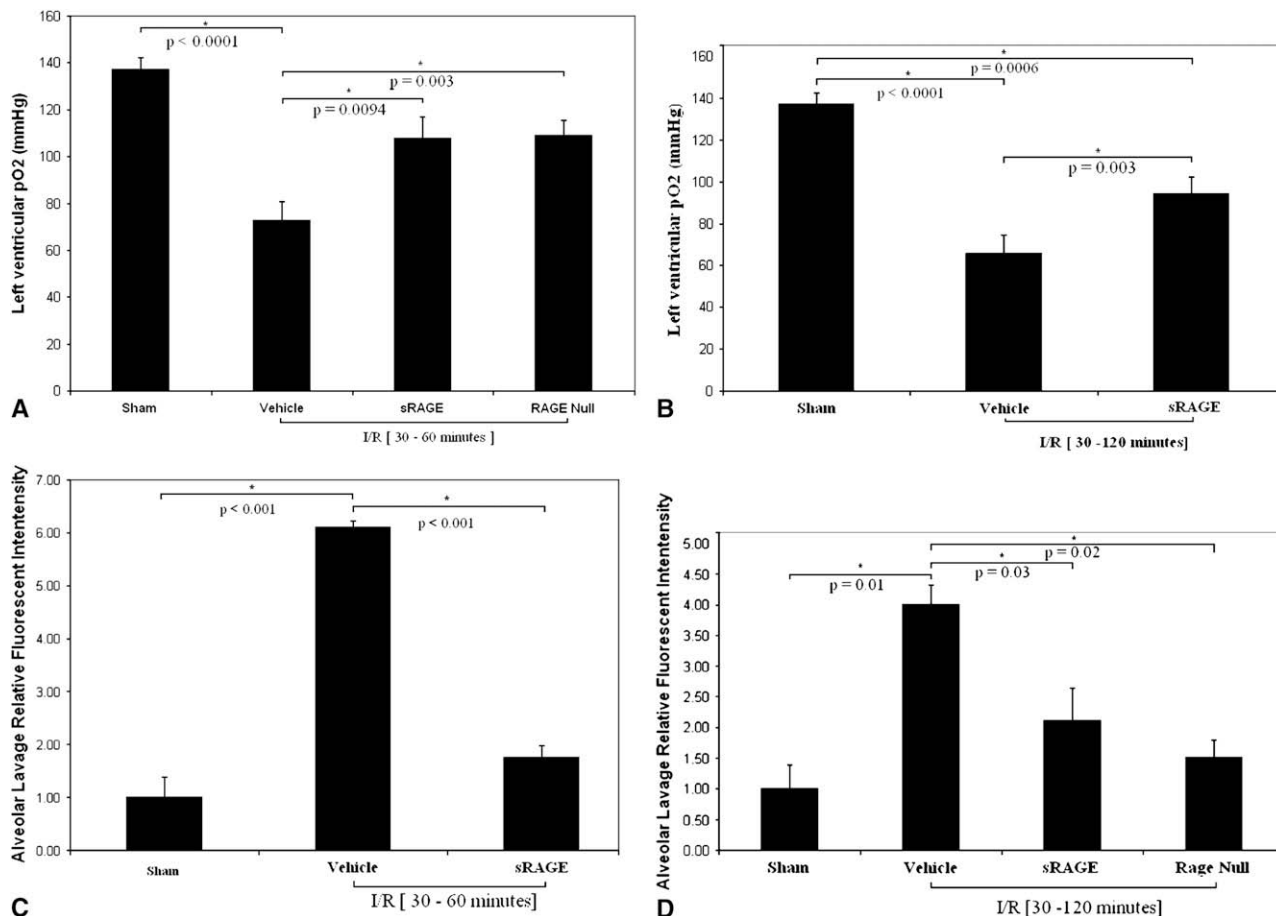 160
140
120
100
80
60
40
20
0
Left ventricular pO2 (mmHg)
*
p < 0.0001
*
p = 0.003
*
p = 0.0094
Sham Vehicle sRAGE RAGE Null
I/R [ 30 - 60 minutes ]
A
160
140
120
100
80
60
40
20
0
Left ventricular pO2 (mmHg)
*
p = 0.0006
*
p < 0.0001
*
p = 0.003
Sham Vehicle sRAGE
I/R [ 30 -120 minutes]
B
7.00
6.00
5.00
4.00
3.00
2.00
1.00
0.00
Alveolar Lavage Relative Fluorescent Intentensity
*
p < 0.001
*
p < 0.001
Sham Vehicle sRAGE
I/R [ 30 - 60 minutes]
C
5.00
4.50
4.00
3.50
3.00
2.50
2.00
1.50
1.00
0.50
0.00
Alveolar Lavage Relative Fluorescent Intentensity
*
p = 0.02
*
p = 0.03
*
p = 0.01
Sham Vehicle sRAGE Rage Null
I/R [30 -120 minutes]
D